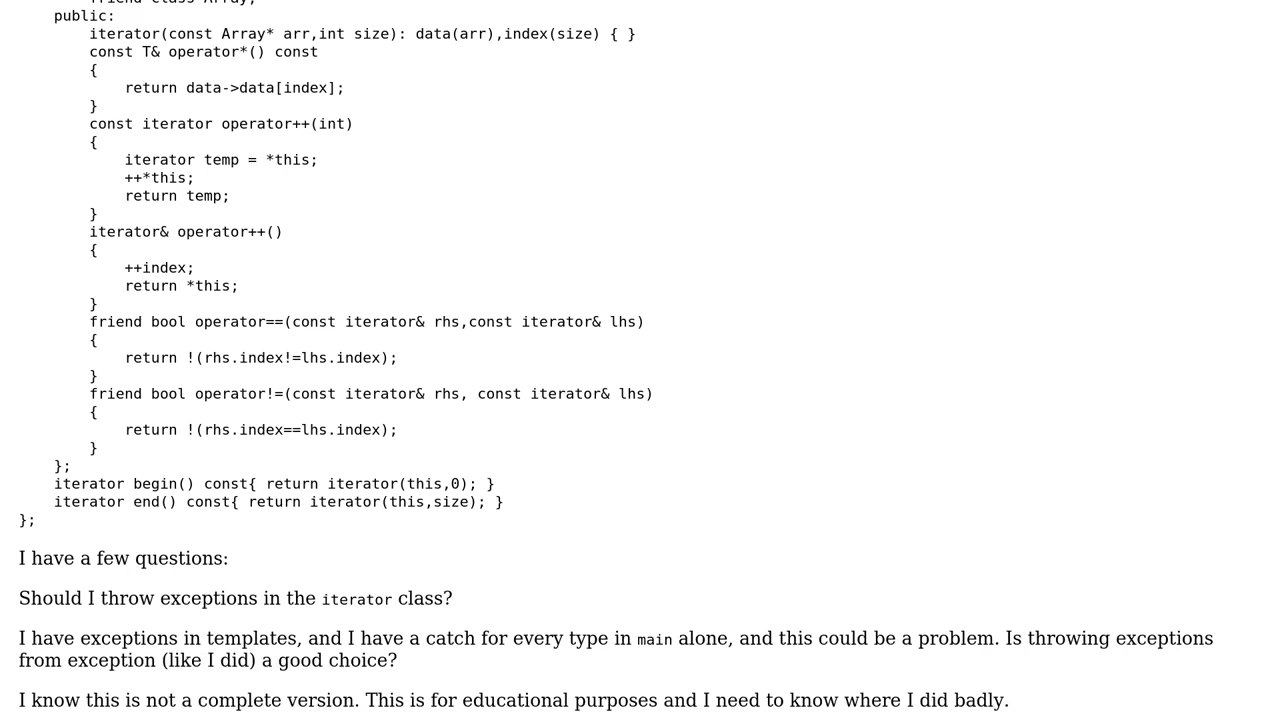 friend class Array;
public:
iterator(const Array* arr,int size): data(arr),index(size) { }
const T& operator*() const
{
return data->data[index];
}
const iterator operator++(int)
{
iterator temp = *this;
++*this;
return temp;
}
iterator& operator++()
{
++index;
return *this;
}
friend bool operator==(const iterator& rhs,const iterator& lhs)
{
return !(rhs.index!=lhs.index);
}
friend bool operator!=(const iterator& rhs, const iterator& lhs)
{
return !(rhs.index==lhs.index);
}
};
iterator begin() const{ return iterator(this,0); }
iterator end() const{ return iterator(this,size); }
};
I have a few questions:
Should I throw exceptions in the iterator class?
I have exceptions in templates, and I have a catch for every type in main alone, and this could be a problem. Is throwing exceptions
from exception (like I did) a good choice?
I know this is not a complete version. This is for educational purposes and I need to know where I did badly.